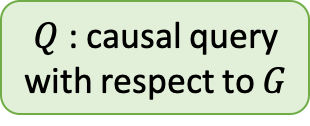 Q : causal query
with respect to G